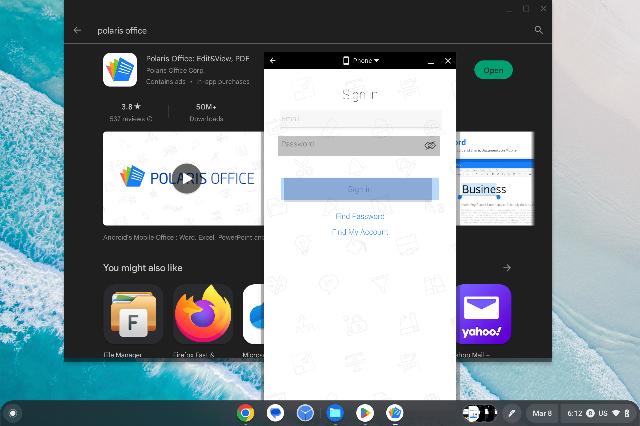 polaris office
Polaris Office: Edit&View, PDF
Polaris Office Corp.
Contains ads • In-app purchases
Open
3.8★
537 reviews
50M+
Downloads
POLARIS OFFICE
Android's Mobile Office : Word, Excel, PowerPoint and
You might also like
F
File Manager
Firefox Fast &
Micros
yahoo!
ahoo Mail –
ord
Business
Phone
Sign in
Email
Password
Sign in
Find Password
Find My Account
Mar 8
6:12
US